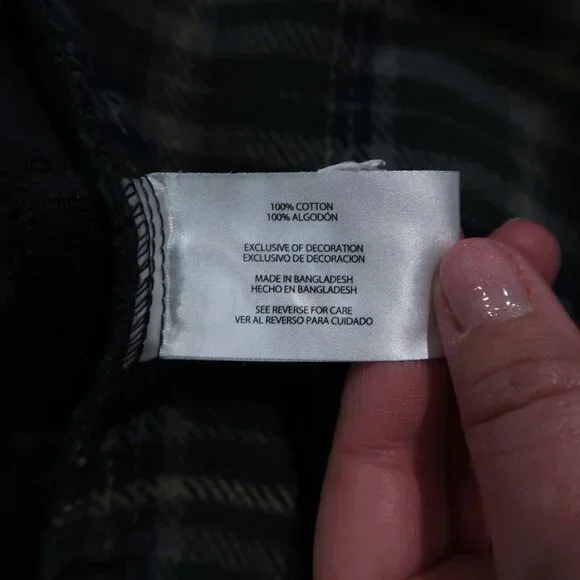 100% COTTON
100% ALGODÓN
EXCLUSIVE OF DECORATION
EXCLUSIVO DE DECORACION
MADE IN BANGLADESH
HECHO EN BANGLADESH
SEE REVERSE FOR CARE
VER AL REVERSO PARA CUIDADO